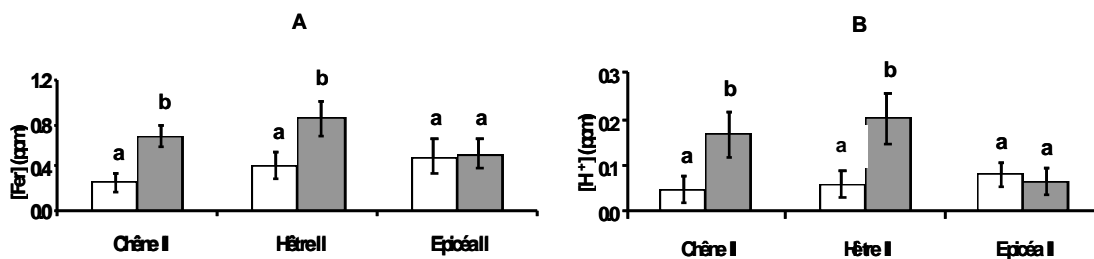 A
[Fer] (ppm)
1.2
0.8
0.4
0.0
a
b
a
b
a
a
Chêne II
Hêtre II
Epicéa II
B
[H+] (ppm)
0.3
0.2
0.1
0.0
a
b
a
b
a
a
Chêne II
Hêtre II
Epicéa II